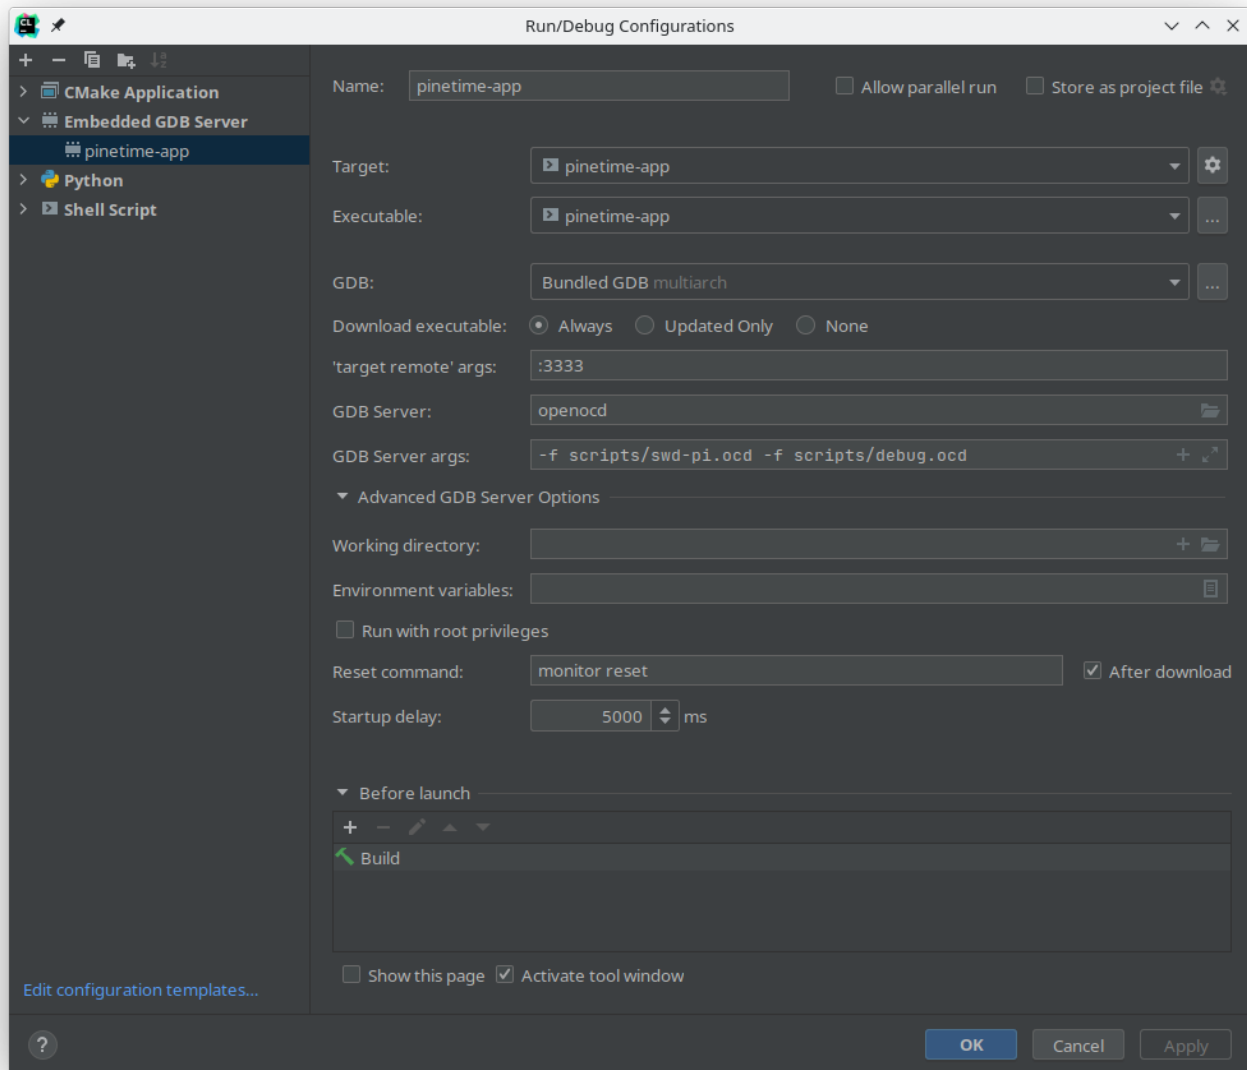 CL
Run/Debug Configurations
CMake Application
Embedded GDB Server
pinetime-app
Python
Shell Script
Edit configuration templates...
Name: pinetime-app Allow parallel run Store as project file
Target: pinetime-app
Executable: pinetime-app ...
GDB: Bundled GDB multiarch ...
Download executable: Always Updated Only None
'target remote' args: :3333
GDB Server: openocd
GDB Server args: -f scripts/swd-pi.ocd -f scripts/debug.ocd
Advanced GDB Server Options
Working directory:
Environment variables:
Run with root privileges
Reset command: monitor reset After download
Startup delay: 5000 ms
Before launch
Build
Show this page Activate tool window
? OK Cancel Apply